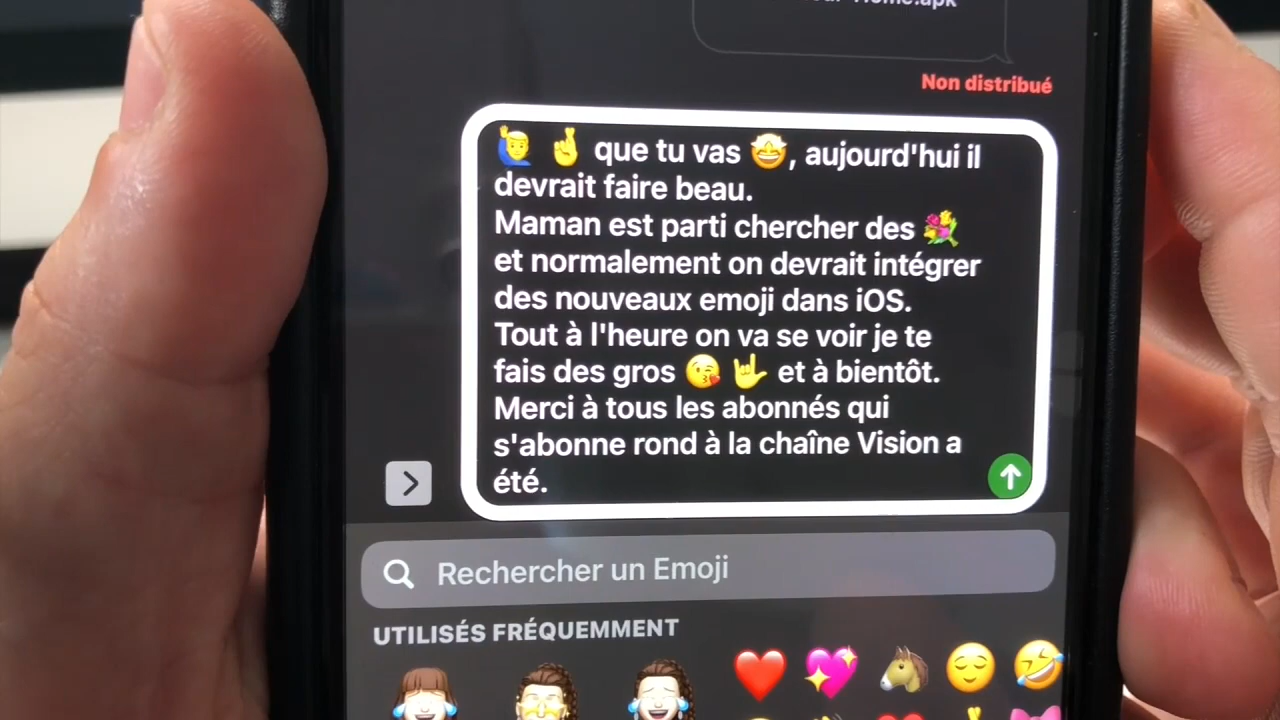 Home.apk
Non distribué
🙋‍♂️ 🤞 que tu vas 🤩, aujourd'hui il
devrait faire beau.
Maman est parti chercher des 💐
et normalement on devrait intégrer
des nouveaux emoji dans iOS.
Tout à l'heure on va se voir je te
fais des gros 😘 🤟 et à bientôt.
Merci à tous les abonnés qui
s'abonne rond à la chaîne Vision a
été.
Rechercher un Emoji
UTILISÉS FRÉQUEMMENT